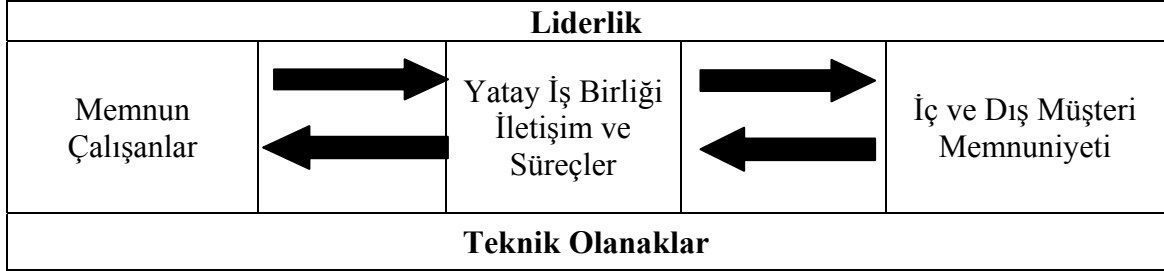 Liderlik
Memnun
Çalışanlar
Yatay İş Birliği
İletişim ve
Süreçler
İç ve Dış Müşteri
Memnuniyeti
Teknik Olanaklar